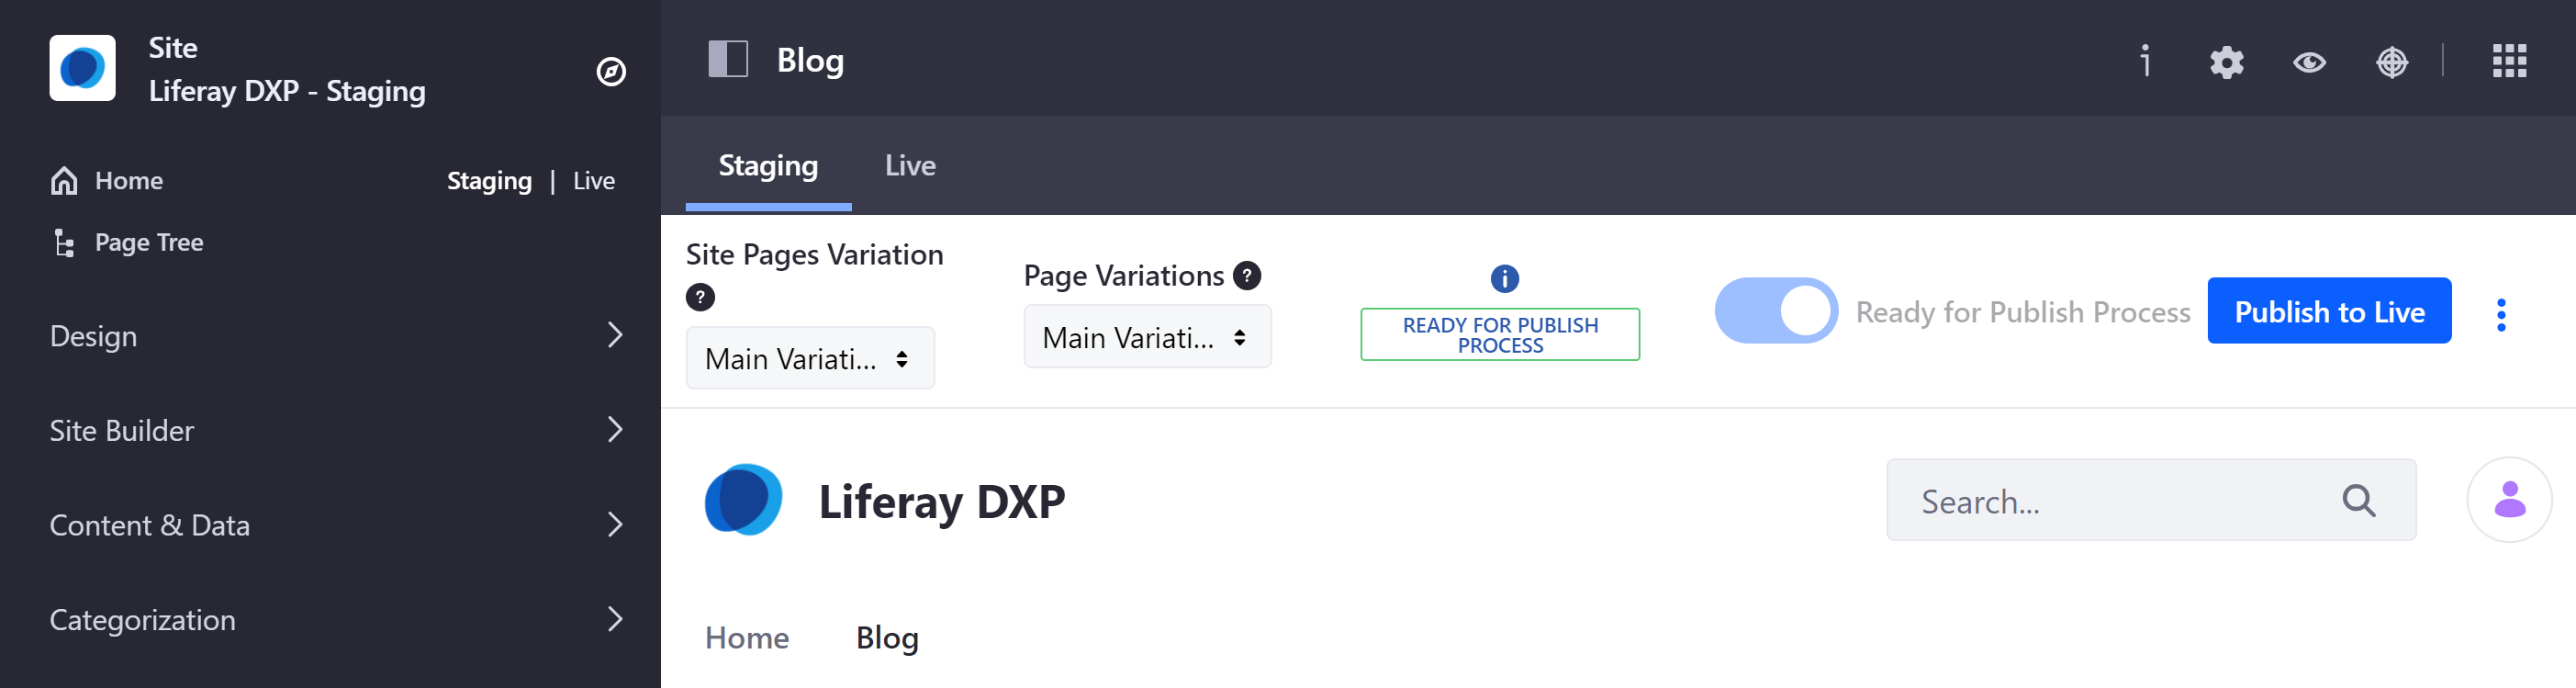 Site
Liferay DXP - Staging
Home
Staging | Live
Page Tree
Design
Site Builder
Content & Data
Categorization
Blog
Staging
Live
Site Pages Variation
?
Main Variati...
Page Variations ?
Main Variati...
i
READY FOR PUBLISH
PROCESS
Ready for Publish Process
Publish to Live
Liferay DXP
Search...
Home
Blog